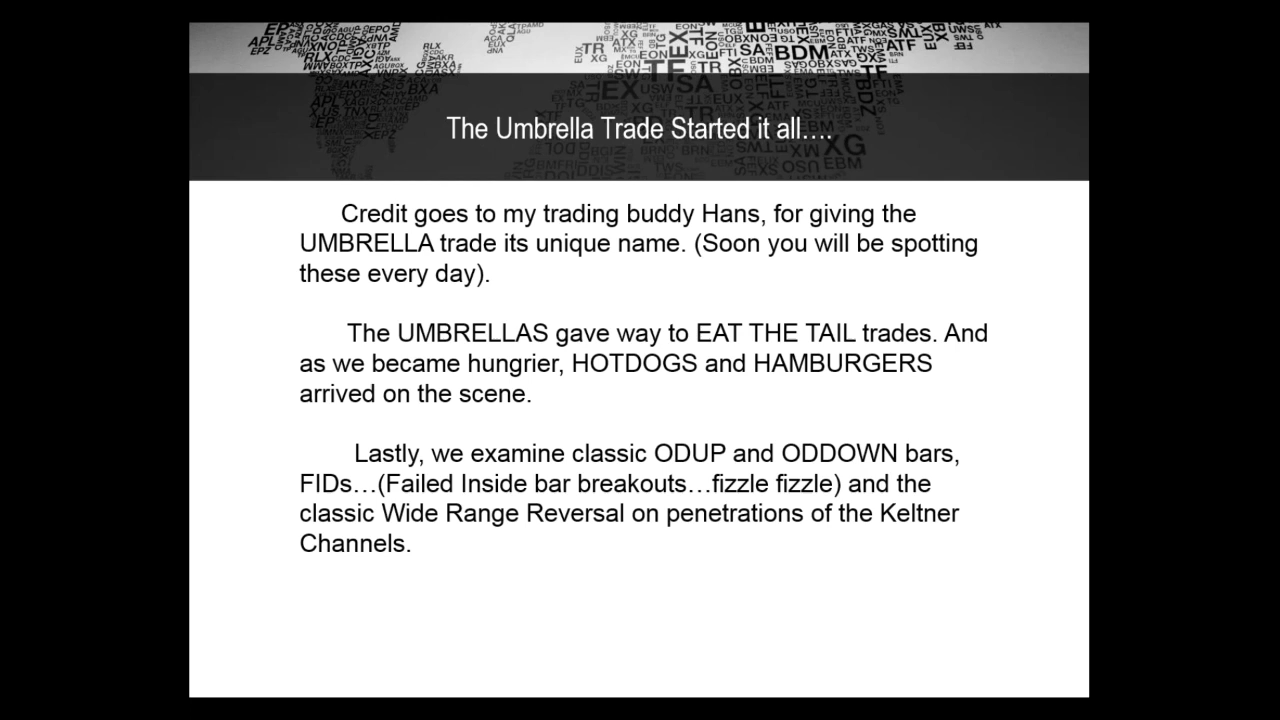 The Umbrella Trade Started it all….
Credit goes to my trading buddy Hans, for giving the
UMBRELLA trade its unique name. (Soon you will be spotting
these every day).
The UMBRELLAS gave way to EAT THE TAIL trades. And
as we became hungrier, HOTDOGS and HAMBURGERS
arrived on the scene.
Lastly, we examine classic ODUP and ODDOWN bars,
FIDs…(Failed Inside bar breakouts…fizzle fizzle) and the
classic Wide Range Reversal on penetrations of the Keltner
Channels.